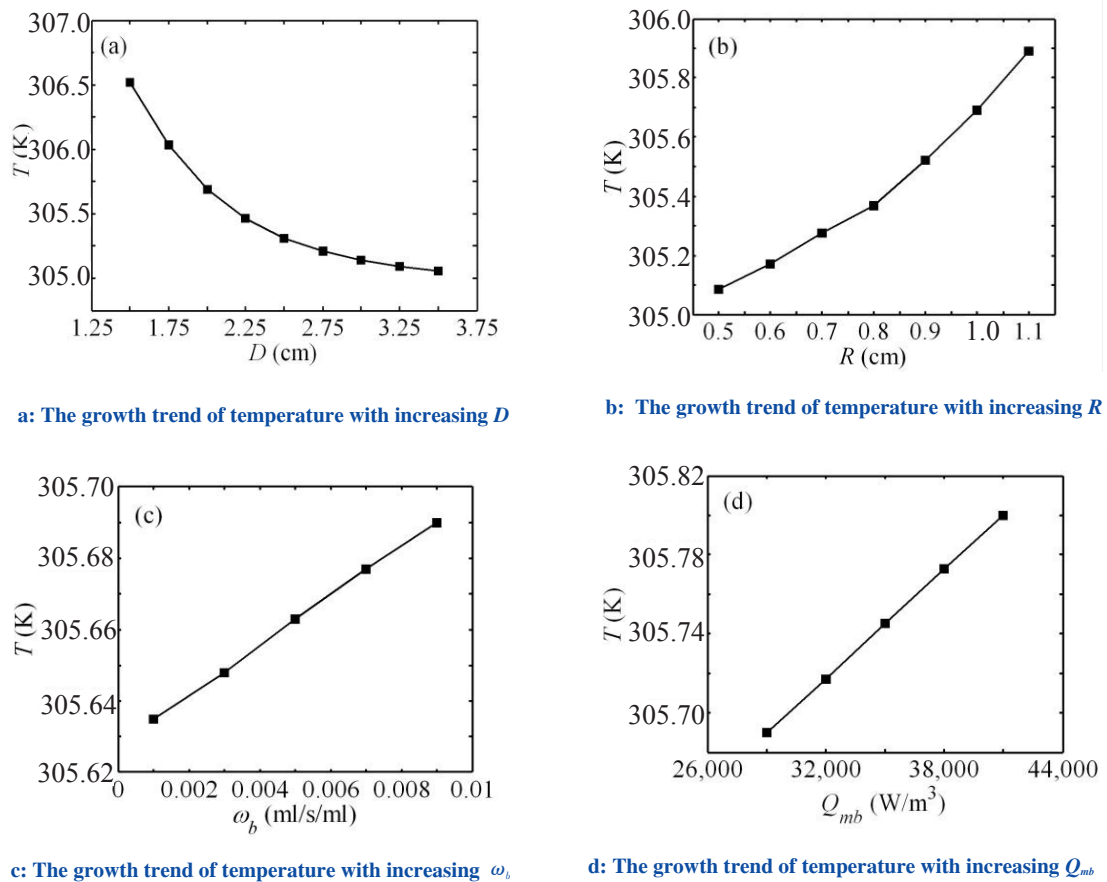 (a)
307.0
306.5
306.0
305.5
305.0
T (K)
1.25 1.75 2.25 2.75 3.25 3.75
D (cm)
a: The growth trend of temperature with increasing D
(b)
306.0
305.8
305.6
305.4
305.2
305.0
T (K)
0.5 0.6 0.7 0.8 0.9 1.0 1.1
R (cm)
b: The growth trend of temperature with increasing R
(c)
305.70
305.68
305.66
305.64
305.62
T (K)
0 0.002 0.004 0.006 0.008 0.01
ω_b (ml/s/ml)
c: The growth trend of temperature with increasing ω_b
(d)
305.82
305.78
305.74
305.70
T (K)
26,000 32,000 38,000 44,000
Q_mb (W/m³)
d: The growth trend of temperature with increasing Q_mb